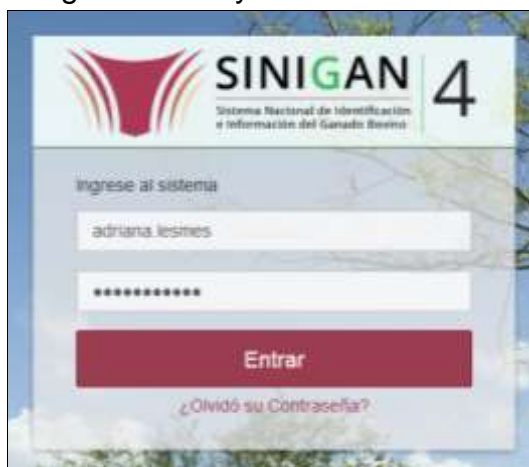 SINIGAN 4
Sistema Nacional de Identificación
e Información del Ganado Bovino
Ingrese al sistema
adriana.lesmes
•••••••••••
Entrar
¿Olvidó su Contraseña?